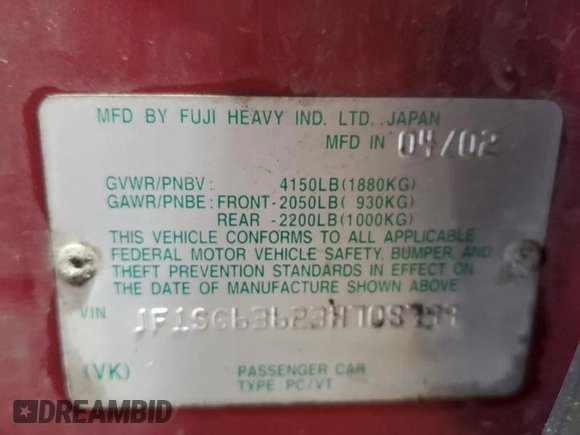 MFD BY FUJI HEAVY IND. LTD. JAPAN
MFD IN 04/02
GVWR/PNBV: 4150LB(1880KG)
GAWR/PNBE: FRONT-2050LB( 930KG)
REAR -2200LB(1000KG)
THIS VEHICLE CONFORMS TO ALL APPLICABLE
FEDERAL MOTOR VEHICLE SAFETY, BUMPER, AND
THEFT PREVENTION STANDARDS IN EFFECT ON
THE DATE OF MANUFACTURE SHOWN ABOVE
VIN
(VK) PASSENGER CAR
TYPE PC/VT
DREAMBID